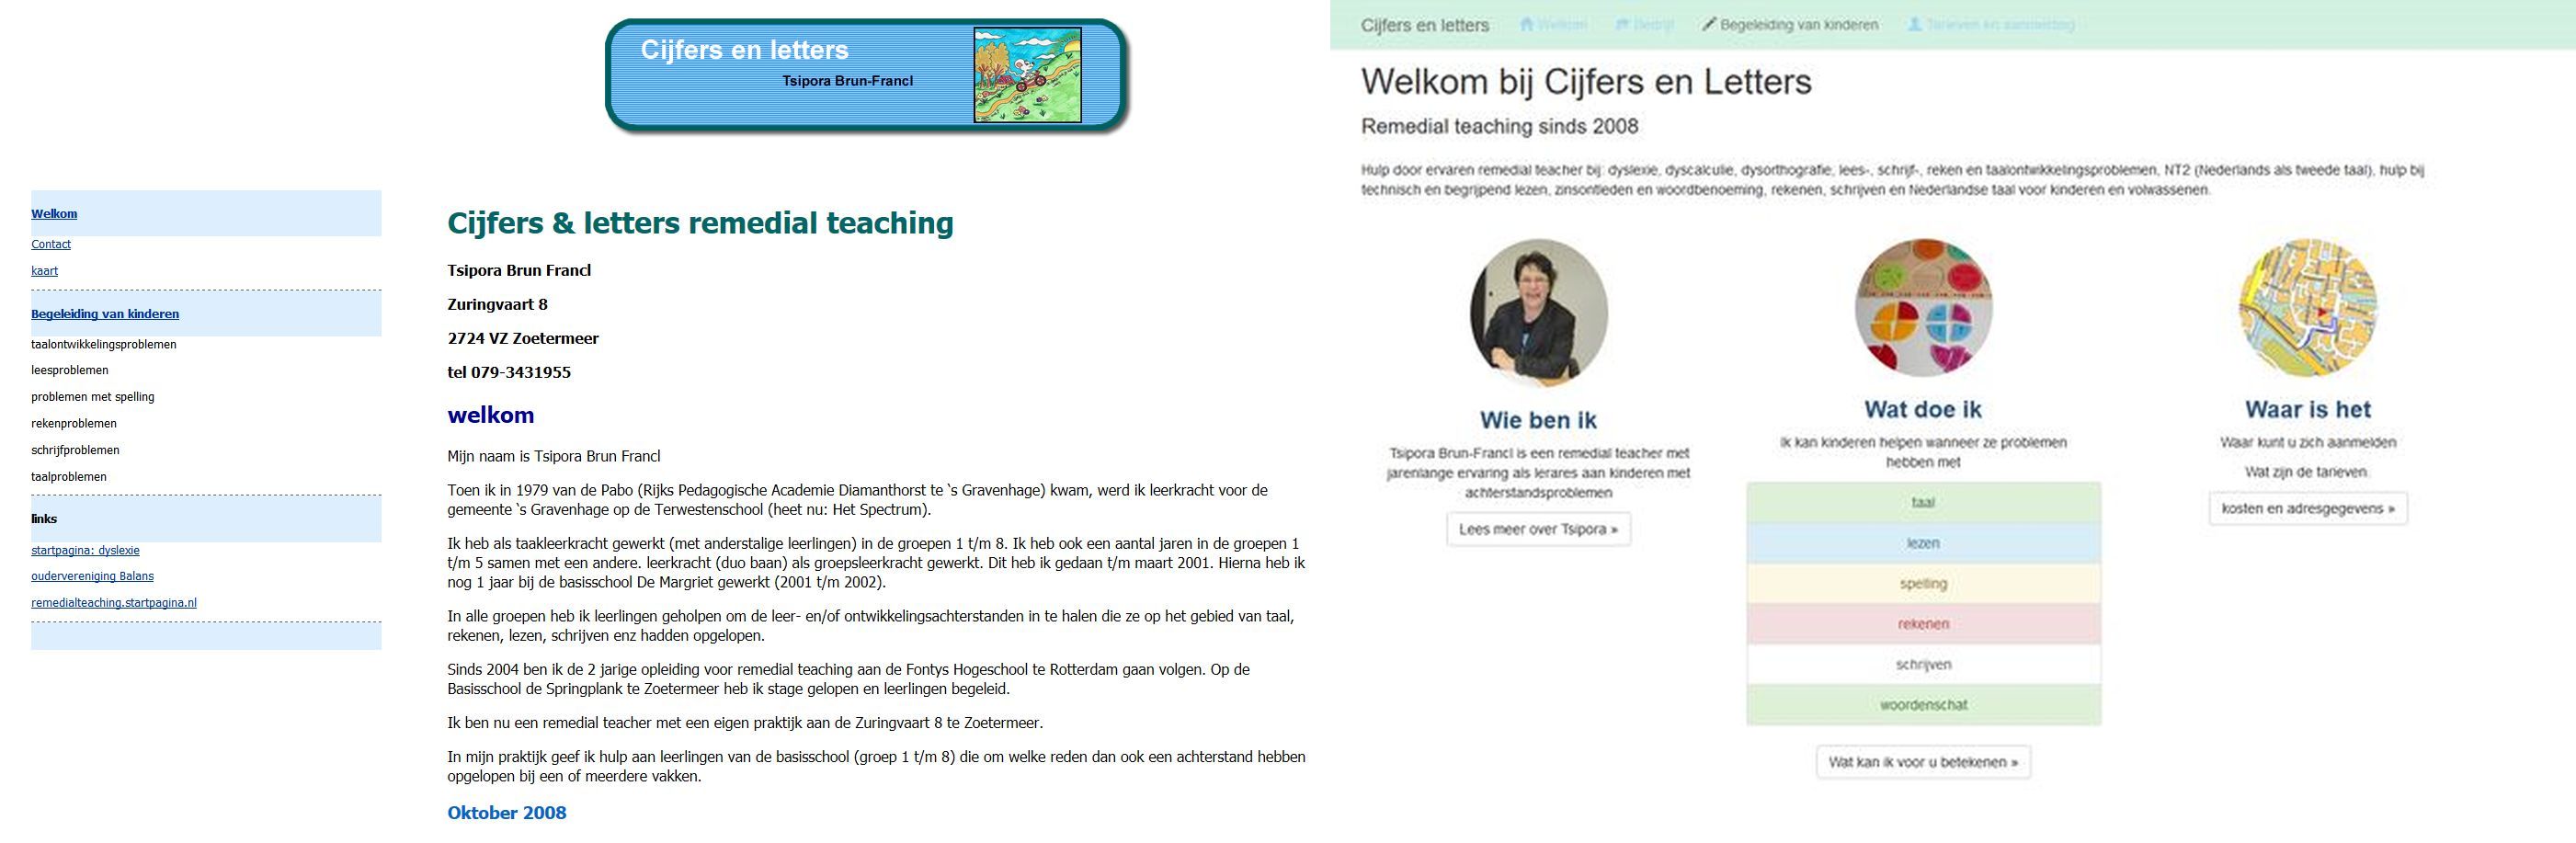 Cijfers en letters
Tsipora Brun-Francl
Welkom
Contact
kaart
Begeleiding van kinderen
taalontwikkelingsproblemen
leesproblemen
problemen met spelling
rekenproblemen
schrijfproblemen
taalproblemen
links
startpagina: dyslexie
oudervereniging Balans
remedialteaching.startpagina.nl
Cijfers & letters remedial teaching
Tsipora Brun Francl
Zuringvaart 8
2724 VZ Zoetermeer
tel 079-3431955
welkom
Mijn naam is Tsipora Brun Francl
Toen ik in 1979 van de Pabo (Rijks Pedagogische Academie Diamanthorst te `s Gravenhage) kwam, werd ik leerkracht voor de
gemeente `s Gravenhage op de Terwestenschool (heet nu: Het Spectrum).
Ik heb als taakleerkracht gewerkt (met anderstalige leerlingen) in de groepen 1 t/m 8. Ik heb ook een aantal jaren in de groepen 1
t/m 5 samen met een andere. leerkracht (duo baan) als groepsleerkracht gewerkt. Dit heb ik gedaan t/m maart 2001. Hierna heb ik
nog 1 jaar bij de basisschool De Margriet gewerkt (2001 t/m 2002).
In alle groepen heb ik leerlingen geholpen om de leer- en/of ontwikkelingsachterstanden in te halen die ze op het gebied van taal,
rekenen, lezen, schrijven enz hadden opgelopen.
Sinds 2004 ben ik de 2 jarige opleiding voor remedial teaching aan de Fontys Hogeschool te Rotterdam gaan volgen. Op de
Basisschool de Springplank te Zoetermeer heb ik stage gelopen en leerlingen begeleid.
Ik ben nu een remedial teacher met een eigen praktijk aan de Zuringvaart 8 te Zoetermeer.
In mijn praktijk geef ik hulp aan leerlingen van de basisschool (groep 1 t/m 8) die om welke reden dan ook een achterstand hebben
opgelopen bij een of meerdere vakken.
Oktober 2008
Cijfers en letters Welkom Bedrijf Begeleiding van kinderen Tarieven en aanmelding
Welkom bij Cijfers en Letters
Remedial teaching sinds 2008
Hulp door ervaren remedial teacher bij: dyslexie, dyscalculie, dysorthografie, lees-, schrijf-, reken en taalontwikkelingsproblemen, NT2 (Nederlands als tweede taal), hulp bij
technisch en begrijpend lezen, zinsontleden en woordbenoeming, rekenen, schrijven en Nederlandse taal voor kinderen en volwassenen.
Wie ben ik
Tsipora Brun-Francl is een remedial teacher met
jarenlange ervaring als lerares aan kinderen met
achterstandsproblemen
Lees meer over Tsipora »
Wat doe ik
Ik kan kinderen helpen wanneer ze problemen
hebben met
taal
lezen
spelling
rekenen
schrijven
woordenschat
Wat kan ik voor u betekenen »
Waar is het
Waar kunt u zich aanmelden
Wat zijn de tarieven.
kosten en adresgegevens »